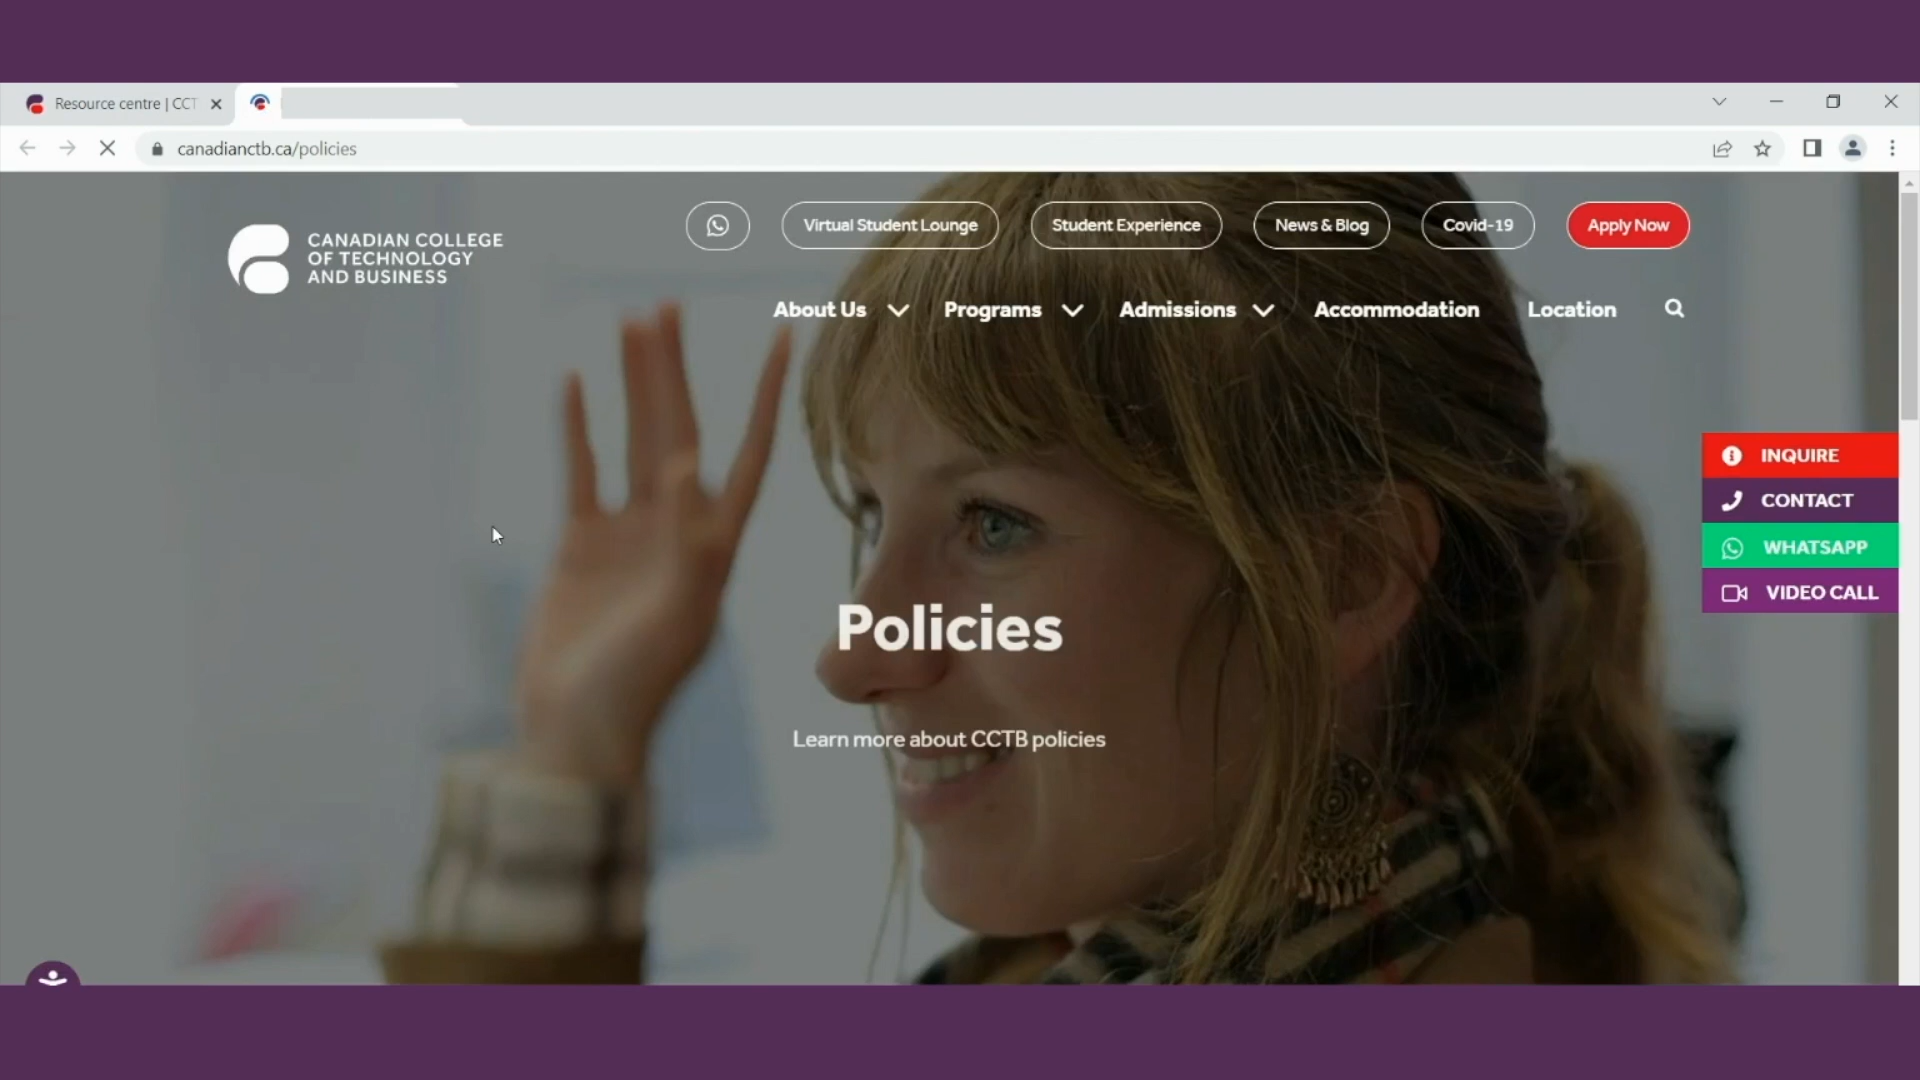 Resource centre | CCT
canadianctb.ca/policies
CANADIAN COLLEGE
OF TECHNOLOGY
AND BUSINESS
Virtual Student Lounge
Student Experience
News & Blog
Covid-19
Apply Now
About Us
Programs
Admissions
Accommodation
Location
INQUIRE
CONTACT
WHATSAPP
VIDEO CALL
Policies
Learn more about CCTB policies